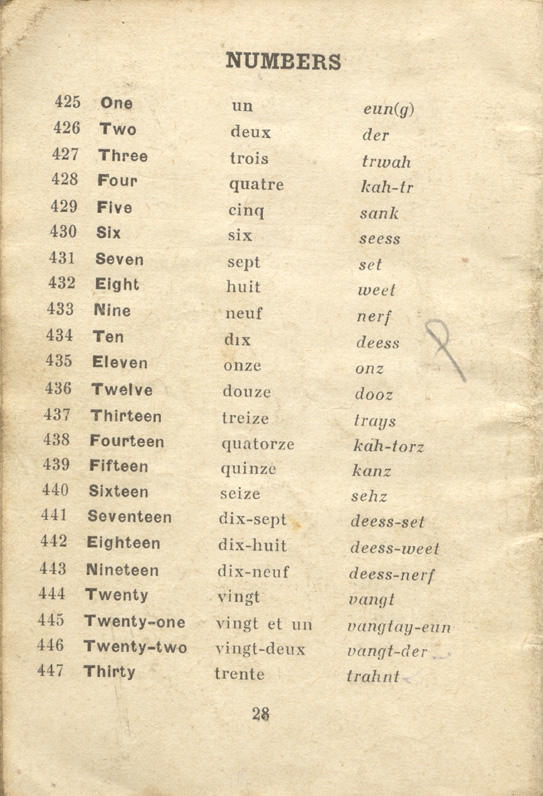 NUMBERS
425 One un eun(g)
426 Two deux der
427 Three trois trwah
428 Four quatre kah-tr
429 Five cinq sank
430 Six six seess
431 Seven sept set
432 Eight huit weet
433 Nine neuf nerf
434 Ten dix deess
435 Eleven onze onz
436 Twelve douze dooz
437 Thirteen treize trays
438 Fourteen quatorze kah-torz
439 Fifteen quinze kanz
440 Sixteen seize sehz
441 Seventeen dix-sept deess-set
442 Eighteen dix-huit deess-weet
443 Nineteen dix-neuf deess-nerf
444 Twenty vingt vangt
445 Twenty-one vingt et un vangtay-eun
446 Twenty-two vingt-deux vangt-der
447 Thirty trente trahnt
28